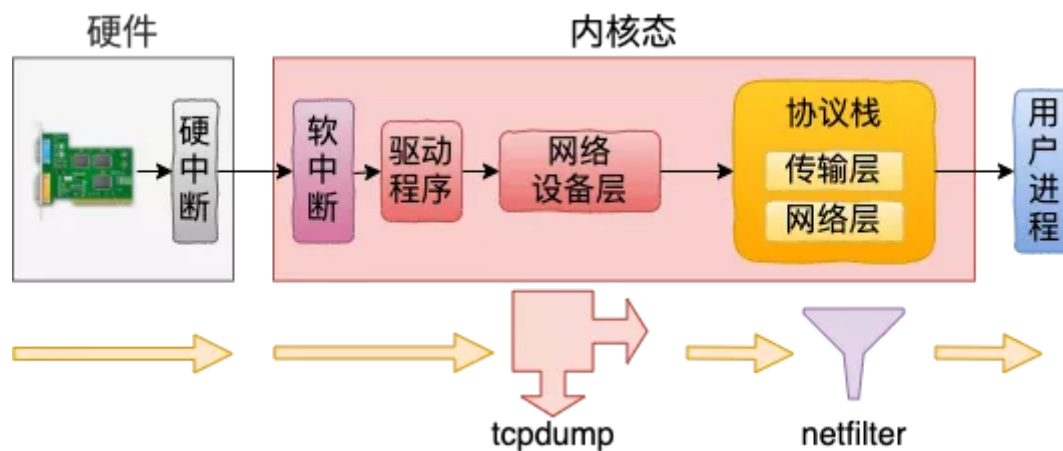 硬件
内核态
硬
中
断
软
中
断
驱动
程序
网络
设备层
协议栈
传输层
网络层
用
户
进
程
tcpdump
netfilter